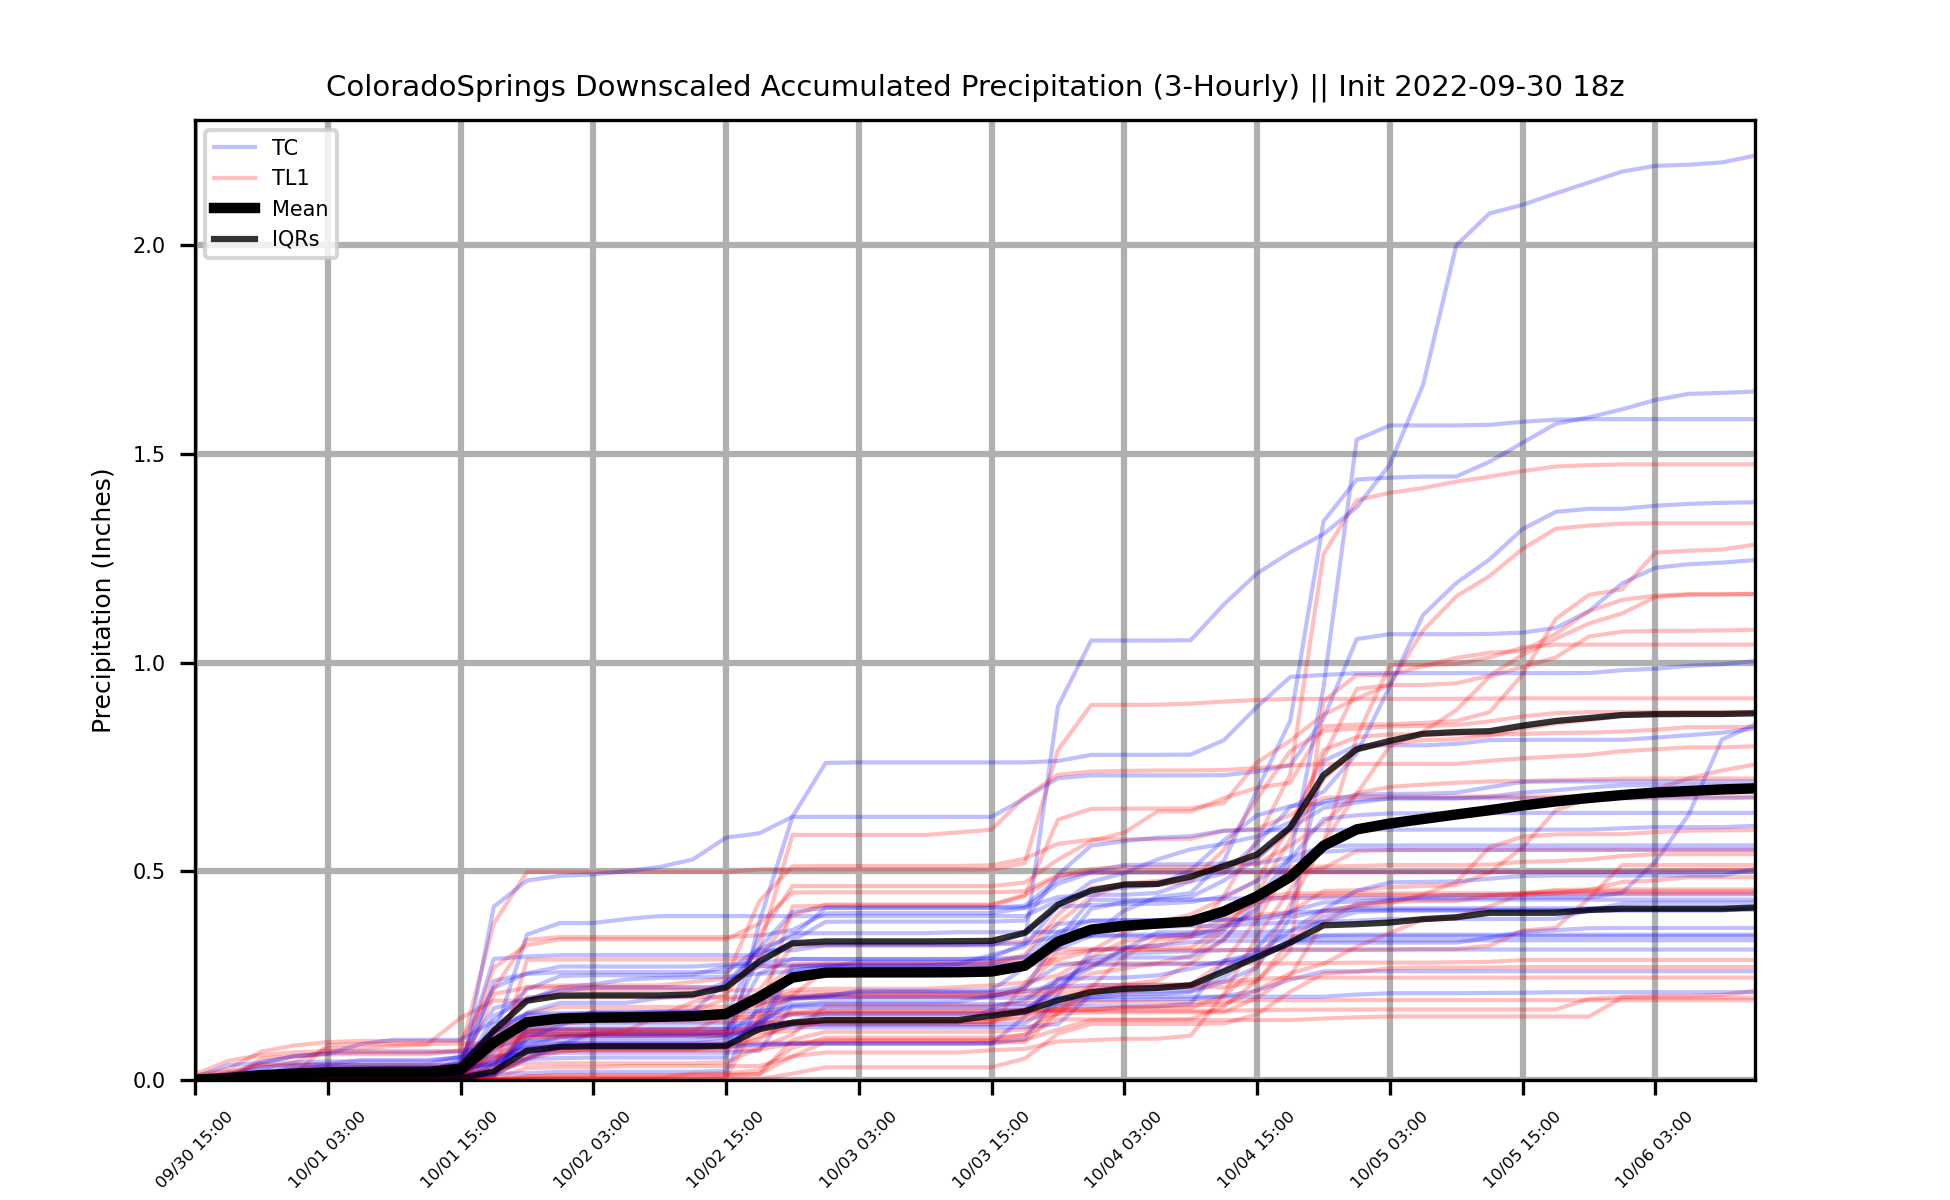 ColoradoSprings Downscaled Accumulated Precipitation (3-Hourly) || Init 2022-09-30 18z
TC
TL1
Mean
IQRs
Precipitation (Inches)
2.0
1.5
1.0
0.5
0.0
09/30 15:00
10/01 03:00
10/01 15:00
10/02 03:00
10/02 15:00
10/03 03:00
10/03 15:00
10/04 03:00
10/04 15:00
10/05 03:00
10/05 15:00
10/06 03:00